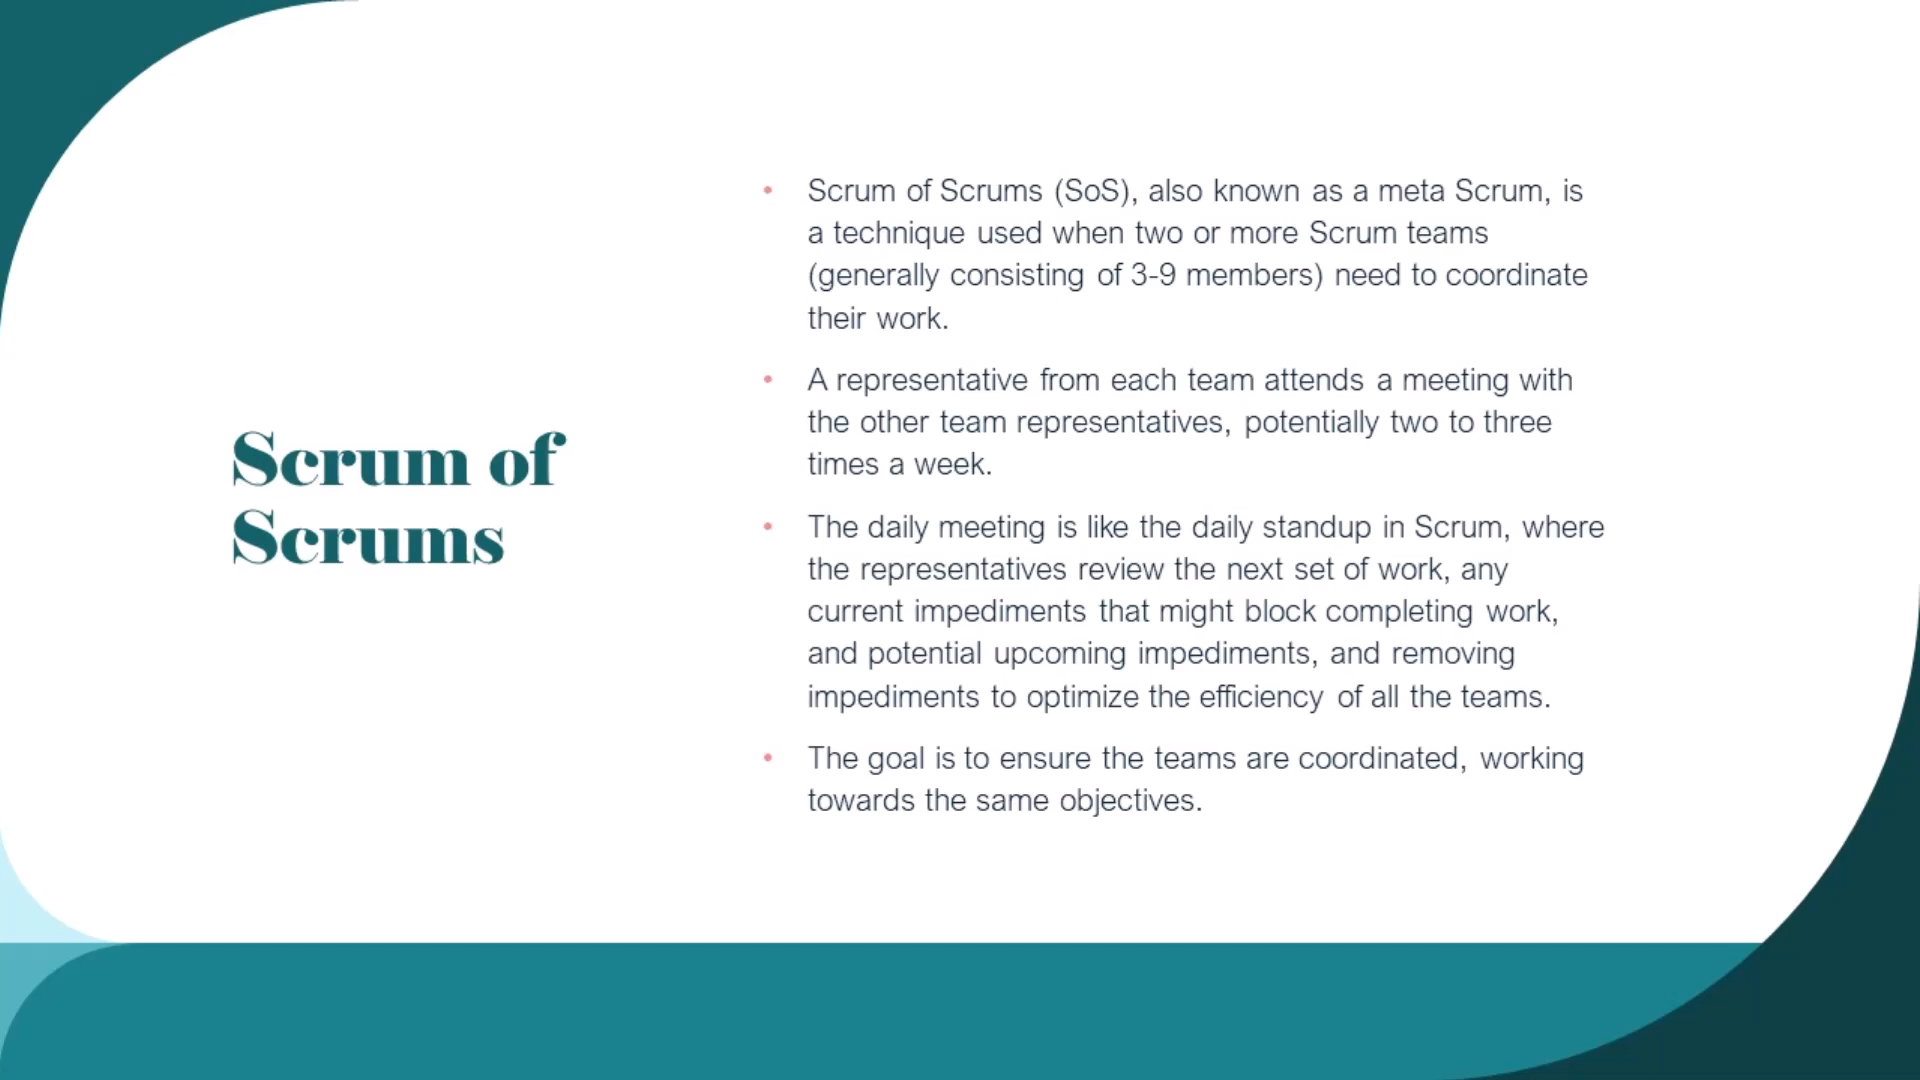 Scrum of
Scrums
• Scrum of Scrums (SoS), also known as a meta Scrum, is
a technique used when two or more Scrum teams
(generally consisting of 3-9 members) need to coordinate
their work.
• A representative from each team attends a meeting with
the other team representatives, potentially two to three
times a week.
• The daily meeting is like the daily standup in Scrum, where
the representatives review the next set of work, any
current impediments that might block completing work,
and potential upcoming impediments, and removing
impediments to optimize the efficiency of all the teams.
• The goal is to ensure the teams are coordinated, working
towards the same objectives.